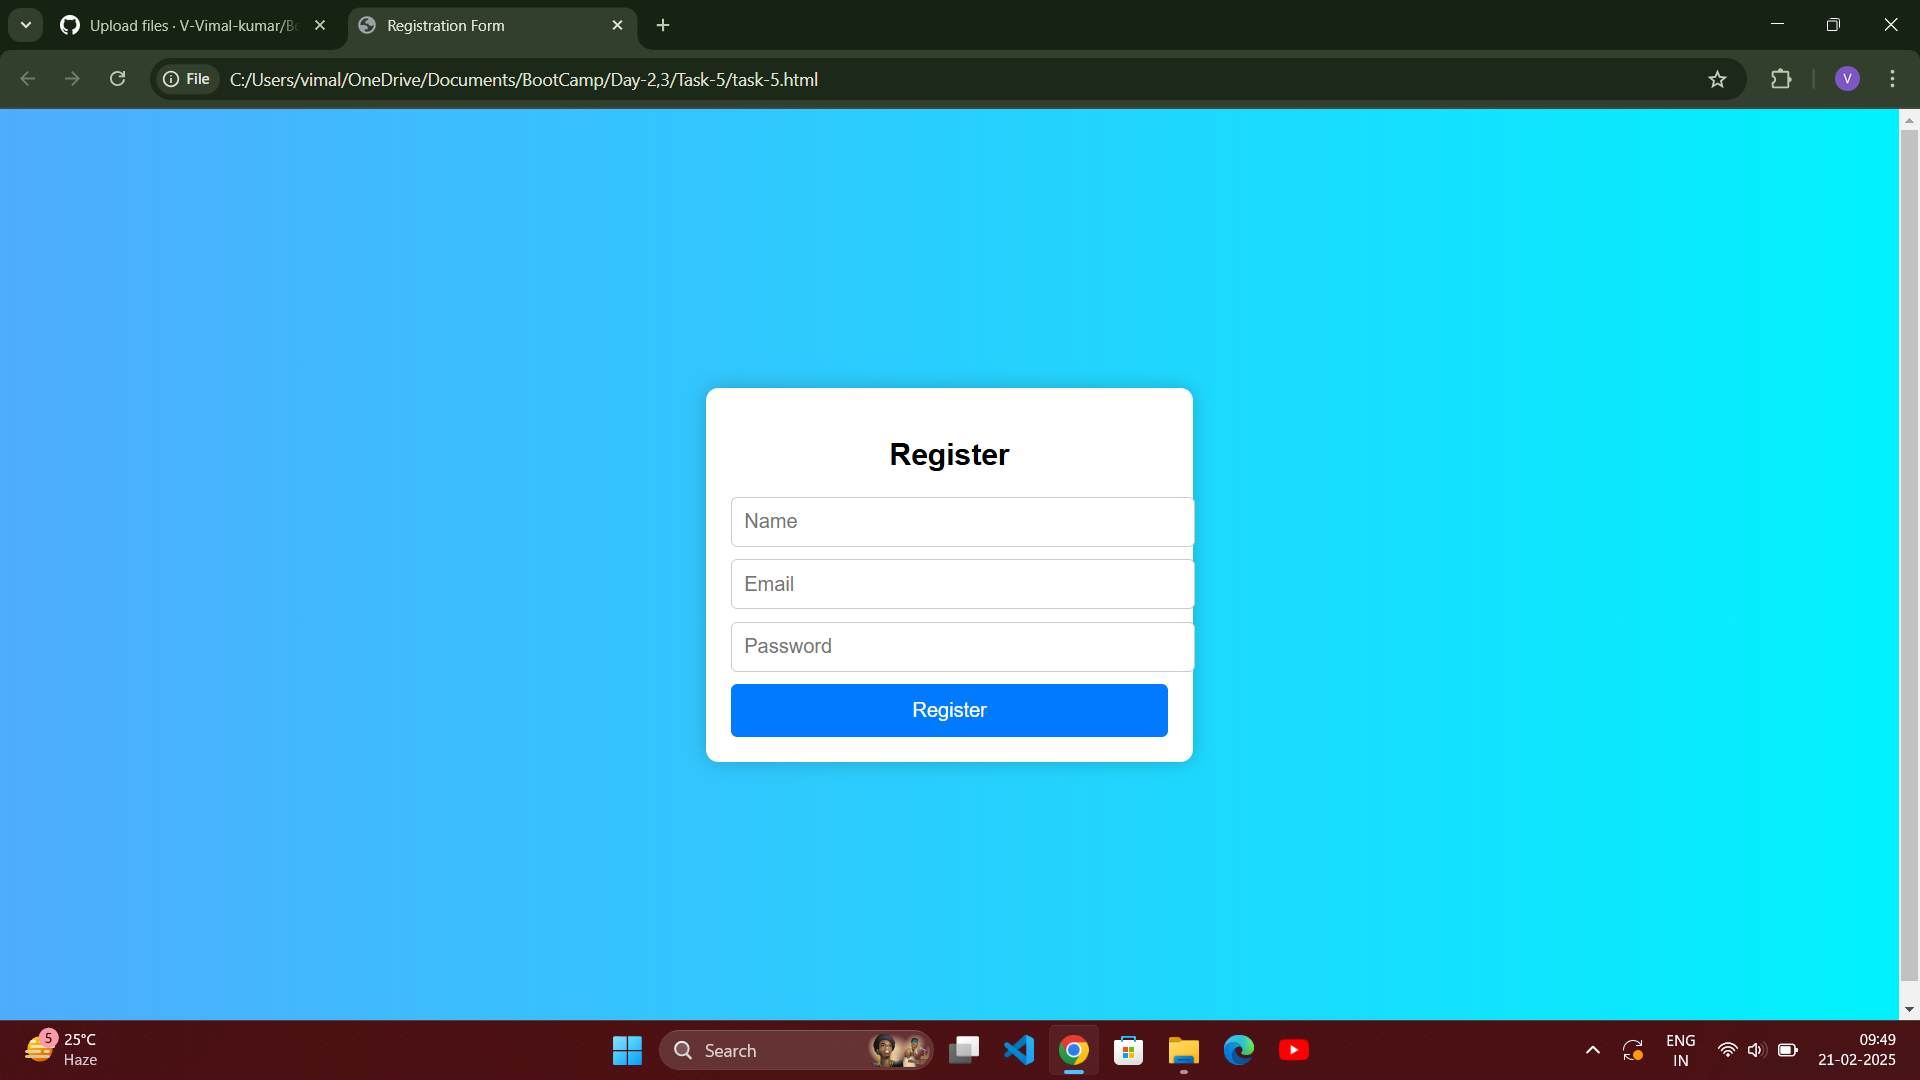 Upload files · V-Vimal-kumar/Bo
Registration Form
File
C:/Users/vimal/OneDrive/Documents/BootCamp/Day-2,3/Task-5/task-5.html
V
Register
Name
Email
Password
Register
5
25°C
Haze
Search
ENG
IN
09:49
21-02-2025